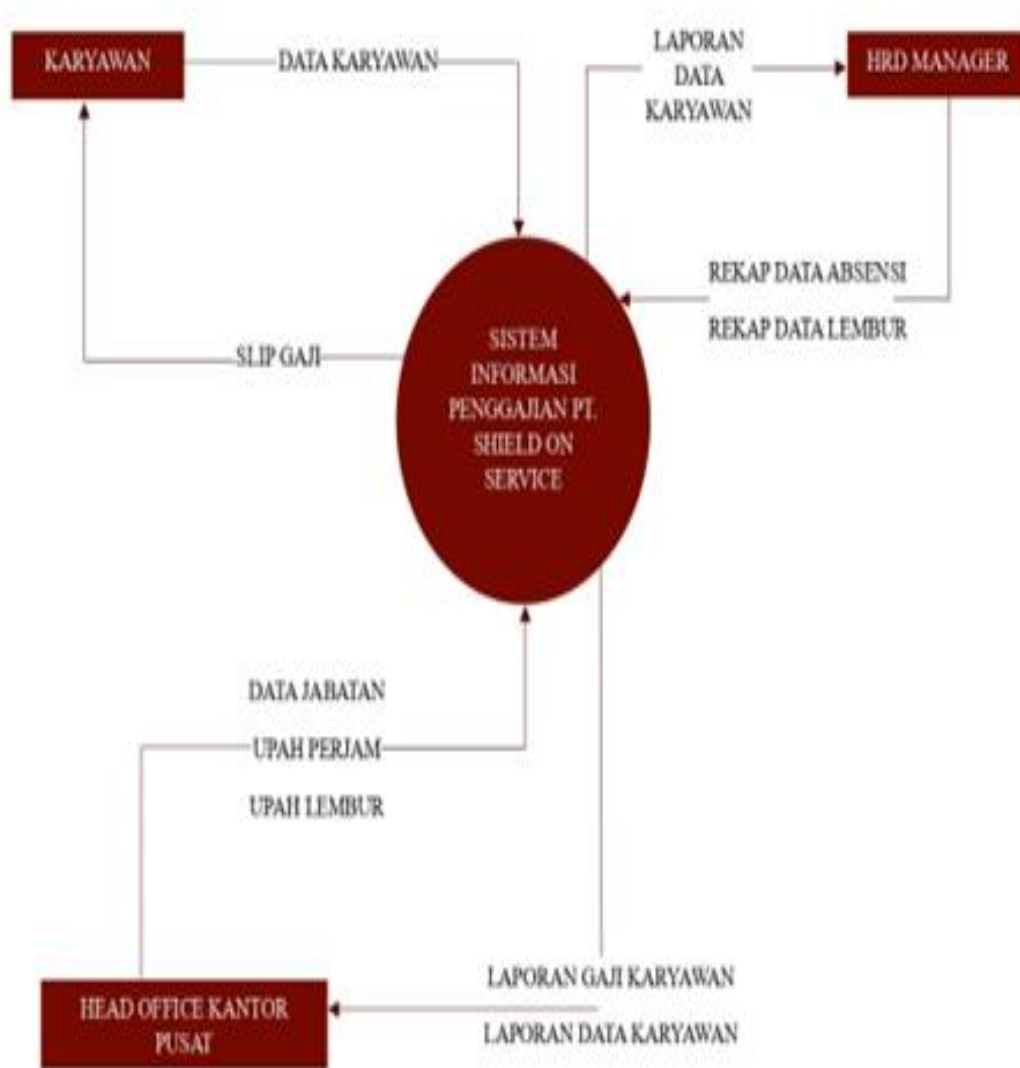 KARYAWAN
DATA KARYAWAN
LAPORAN
DATA
KARYAWAN
HRD MANAGER
REKAP DATA ABSENSI
REKAP DATA LEMBUR
SLIP GAJI
SISTEM
INFORMASI
PENGGAJIAN PT.
SHIELD ON
SERVICE
DATA JABATAN
UPAH PERJAM
UPAH LEMBUR
HEAD OFFICE KANTOR
PUSAT
LAPORAN GAJI KARYAWAN
LAPORAN DATA KARYAWAN